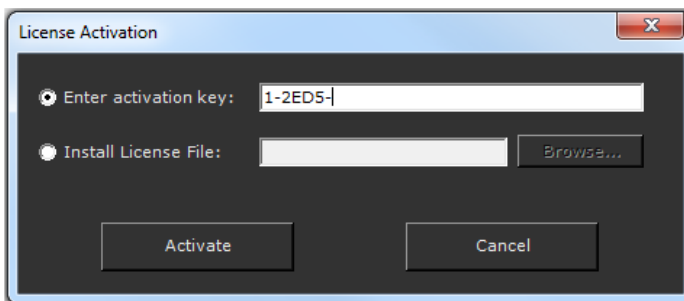 License Activation
Enter activation key: 1-2ED5-
Install License File: Browse...
Activate Cancel